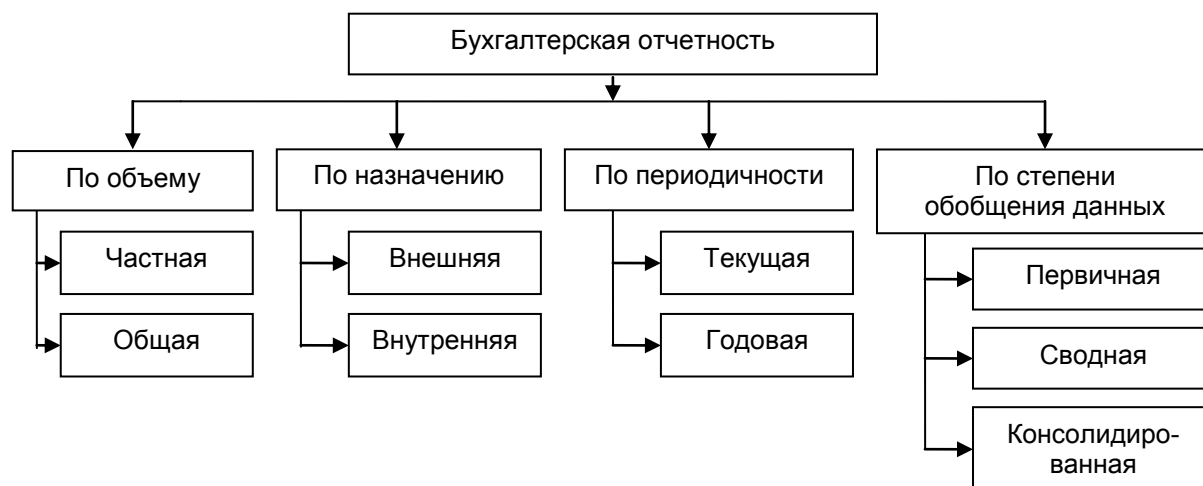 Бухгалтерская отчетность
По объему
Частная
Общая
По назначению
Внешняя
Внутренняя
По периодичности
Текущая
Годовая
По степени
обобщения данных
Первичная
Сводная
Консолидиро-
ванная